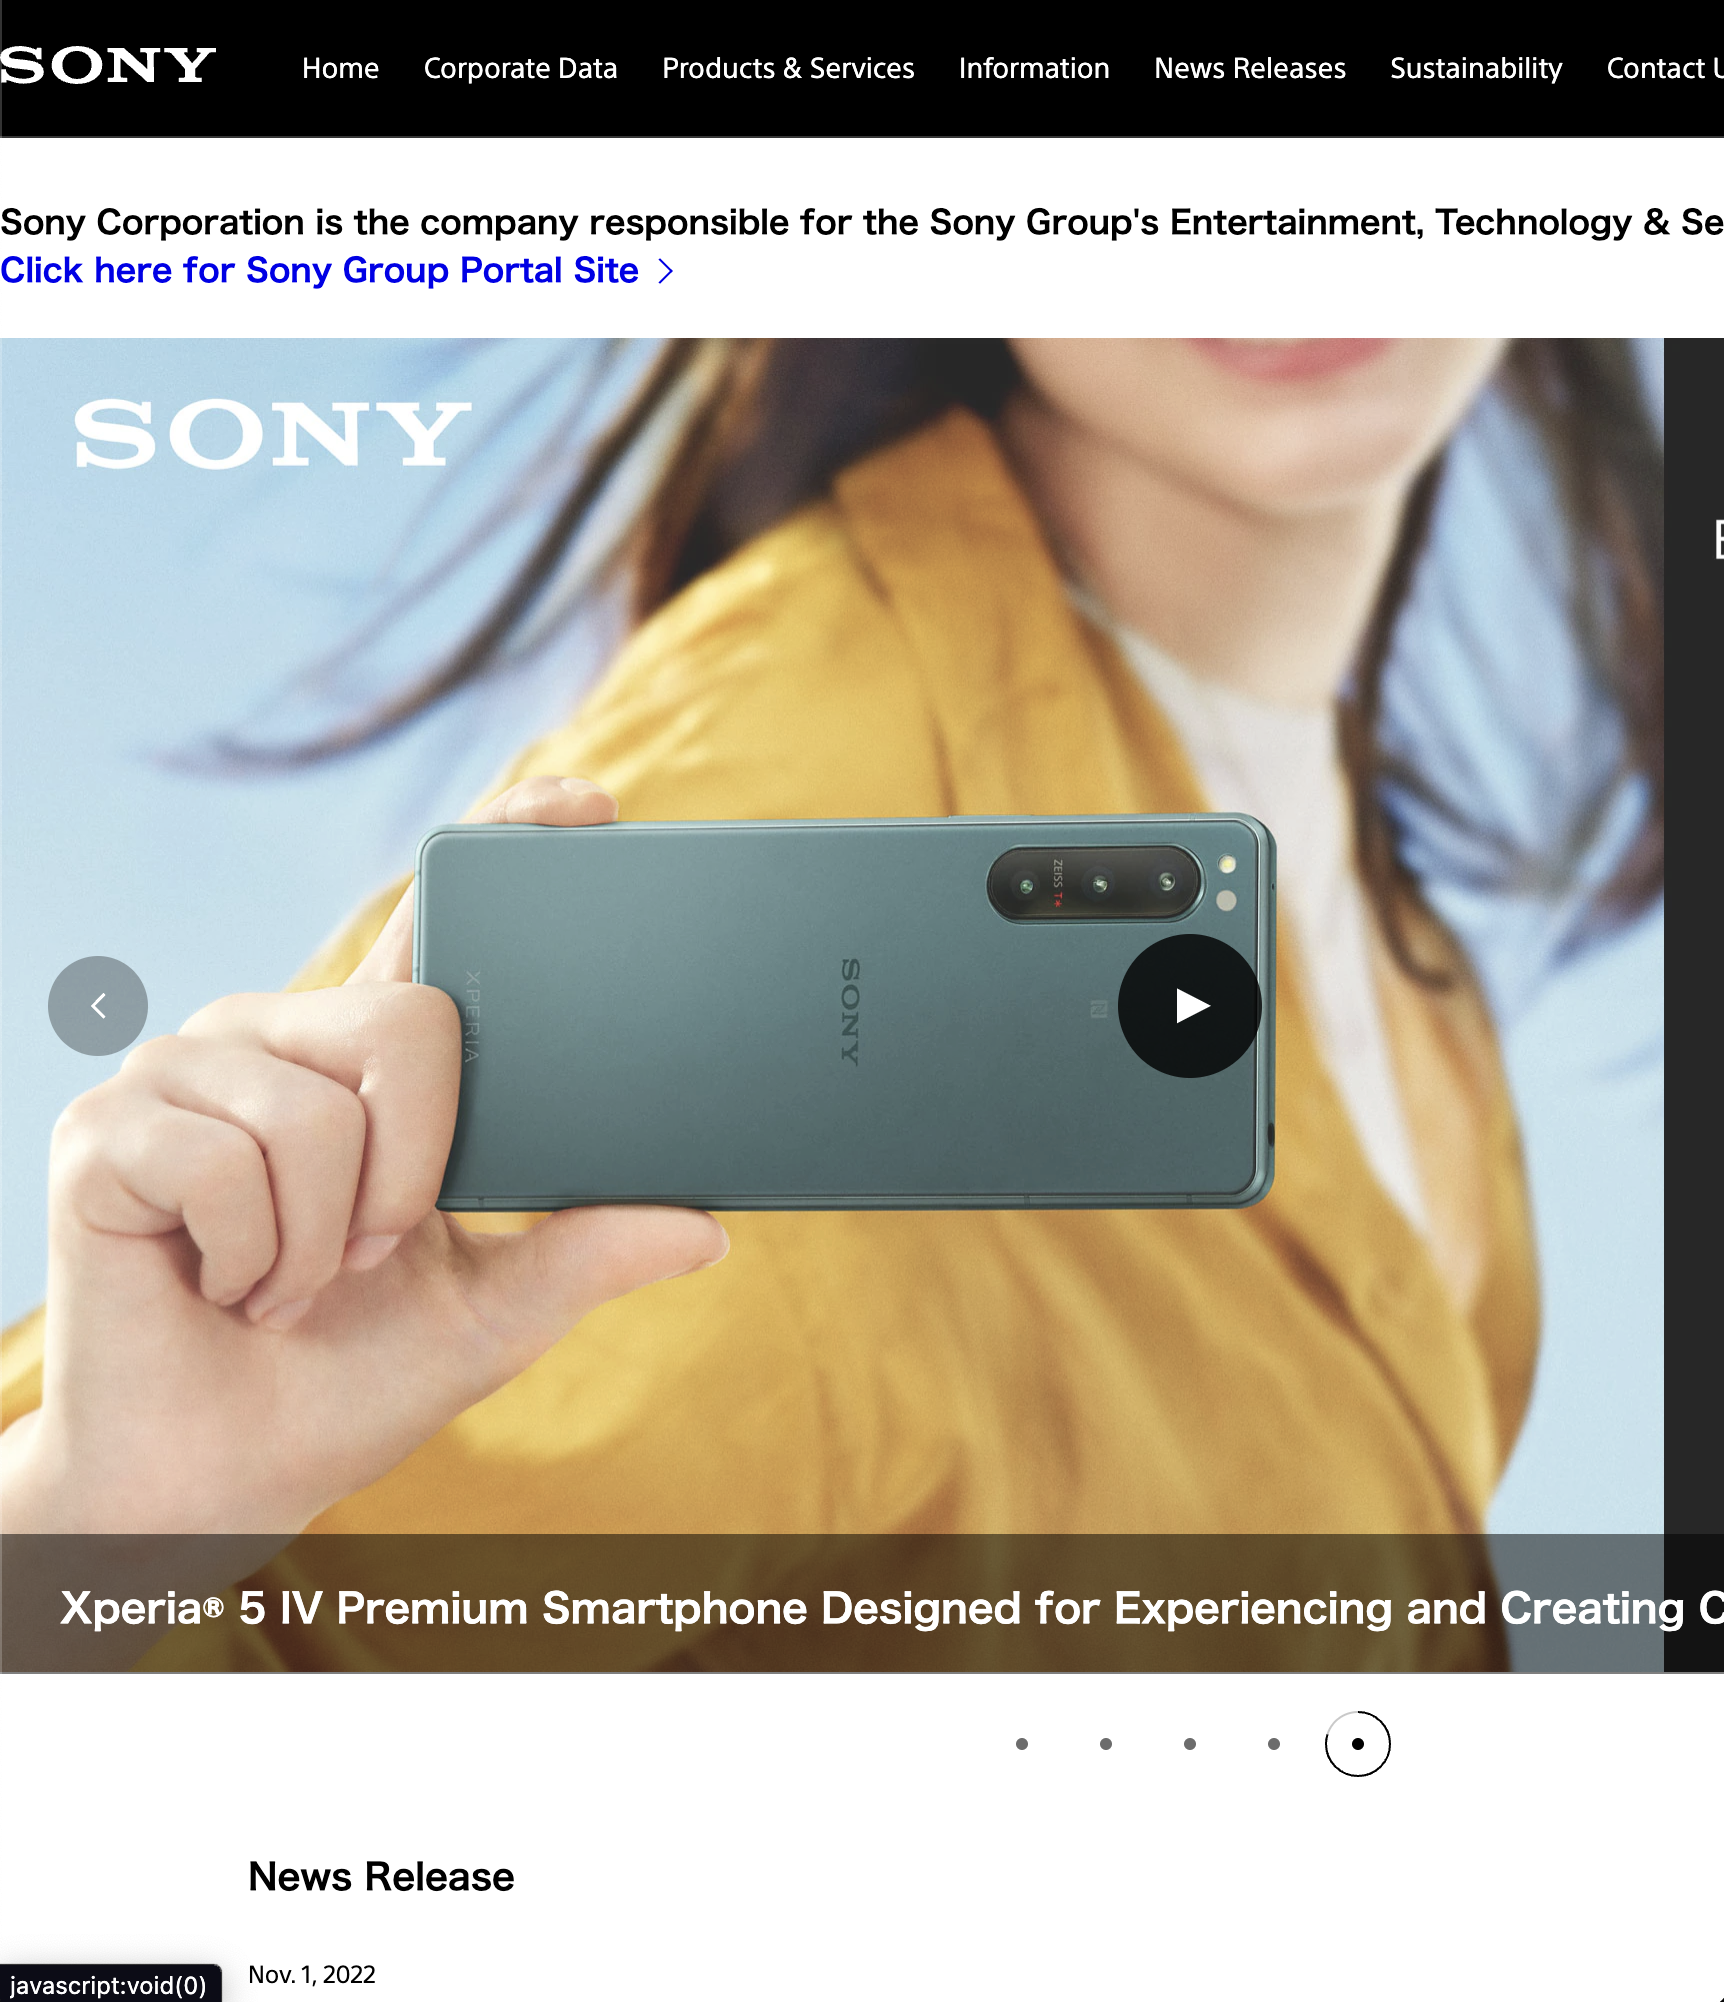 SONY
Home Corporate Data Products & Services Information News Releases Sustainability Contact
Sony Corporation is the company responsible for the Sony Group's Entertainment, Technology &
Click here for Sony Group Portal Site >
SONY
ZEISS T*
SONY
XPERIA
Xperia® 5 IV Premium Smartphone Designed for Experiencing and Creating
News Release
Nov. 1, 2022
javascript:void(0)